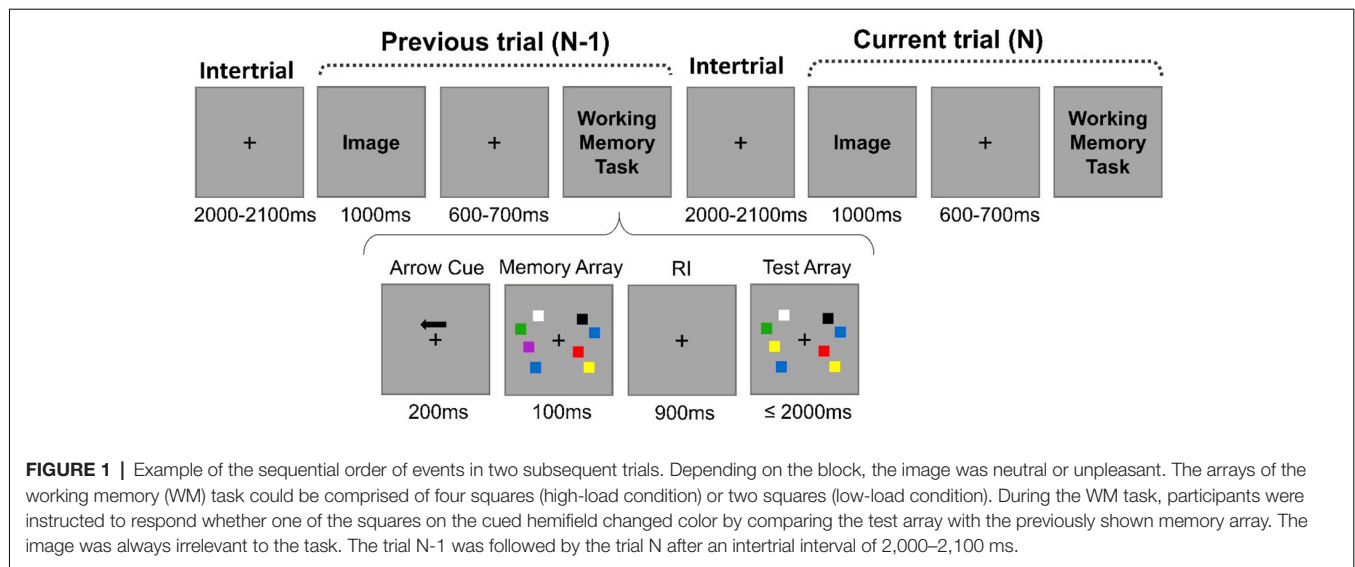 Previous trial (N-1)
Current trial (N)
Intertrial
Intertrial
+
Image
+
Working
Memory
Task
+
Image
+
Working
Memory
Task
2000-2100ms
1000ms
600-700ms
2000-2100ms
1000ms
600-700ms
Arrow Cue
Memory Array
RI
Test Array
+
+
+
+
200ms
100ms
900ms
≤ 2000ms
FIGURE 1 | Example of the sequential order of events in two subsequent trials. Depending on the block, the image was neutral or unpleasant. The arrays of the
working memory (WM) task could be comprised of four squares (high-load condition) or two squares (low-load condition). During the WM task, participants were
instructed to respond whether one of the squares on the cued hemifield changed color by comparing the test array with the previously shown memory array. The
image was always irrelevant to the task. The trial N-1 was followed by the trial N after an intertrial interval of 2,000–2,100 ms.